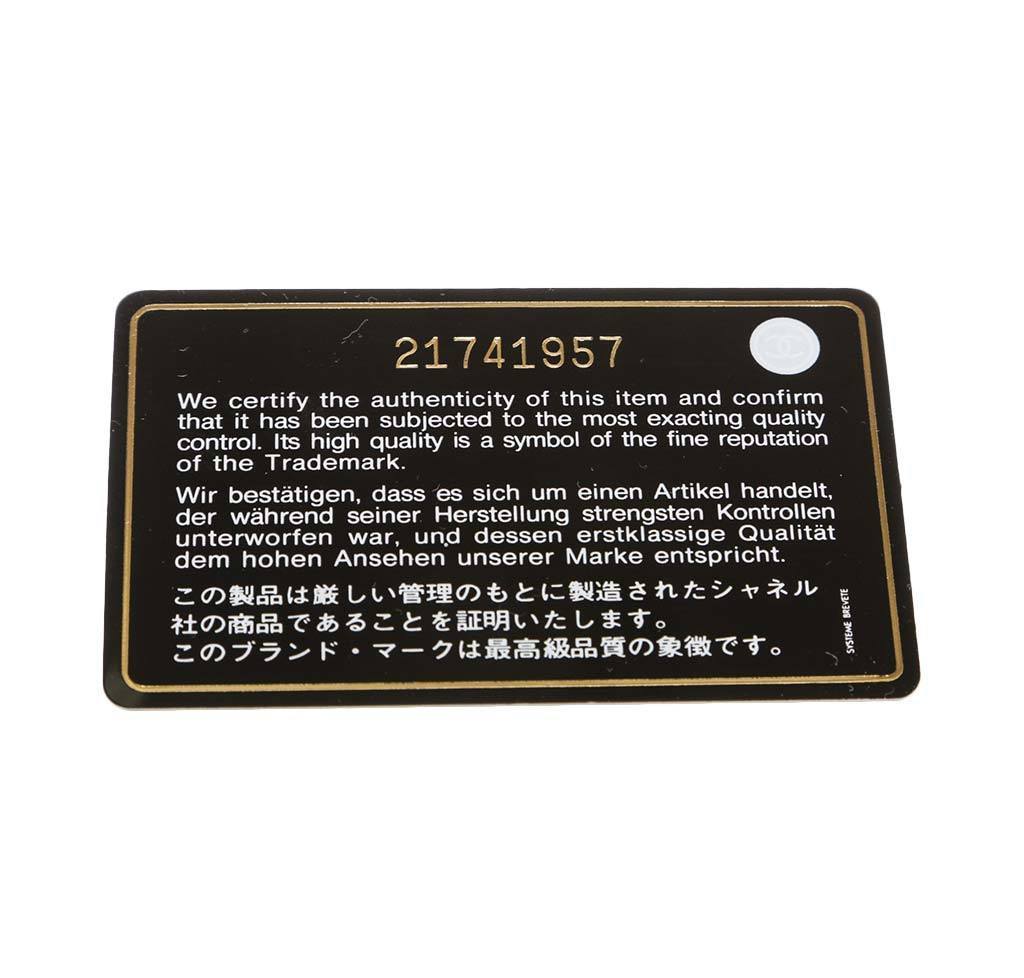 21741957
We certify the authenticity of this item and confirm
that it has been subjected to the most exacting quality
control. Its high quality is a symbol of the fine reputation
of the Trademark.
Wir bestätigen, dass es sich um einen Artikel handelt,
der während seiner Herstellung strengsten Kontrollen
unterworfen war, und dessen erstklassige Qualität
dem hohen Ansehen unserer Marke entspricht.
この製品は厳しい管理のもとに製造されたシャネル
社の商品であることを証明いたします。
このブランド・マークは最高級品質の象徴です。
SYSTEME BREVETE